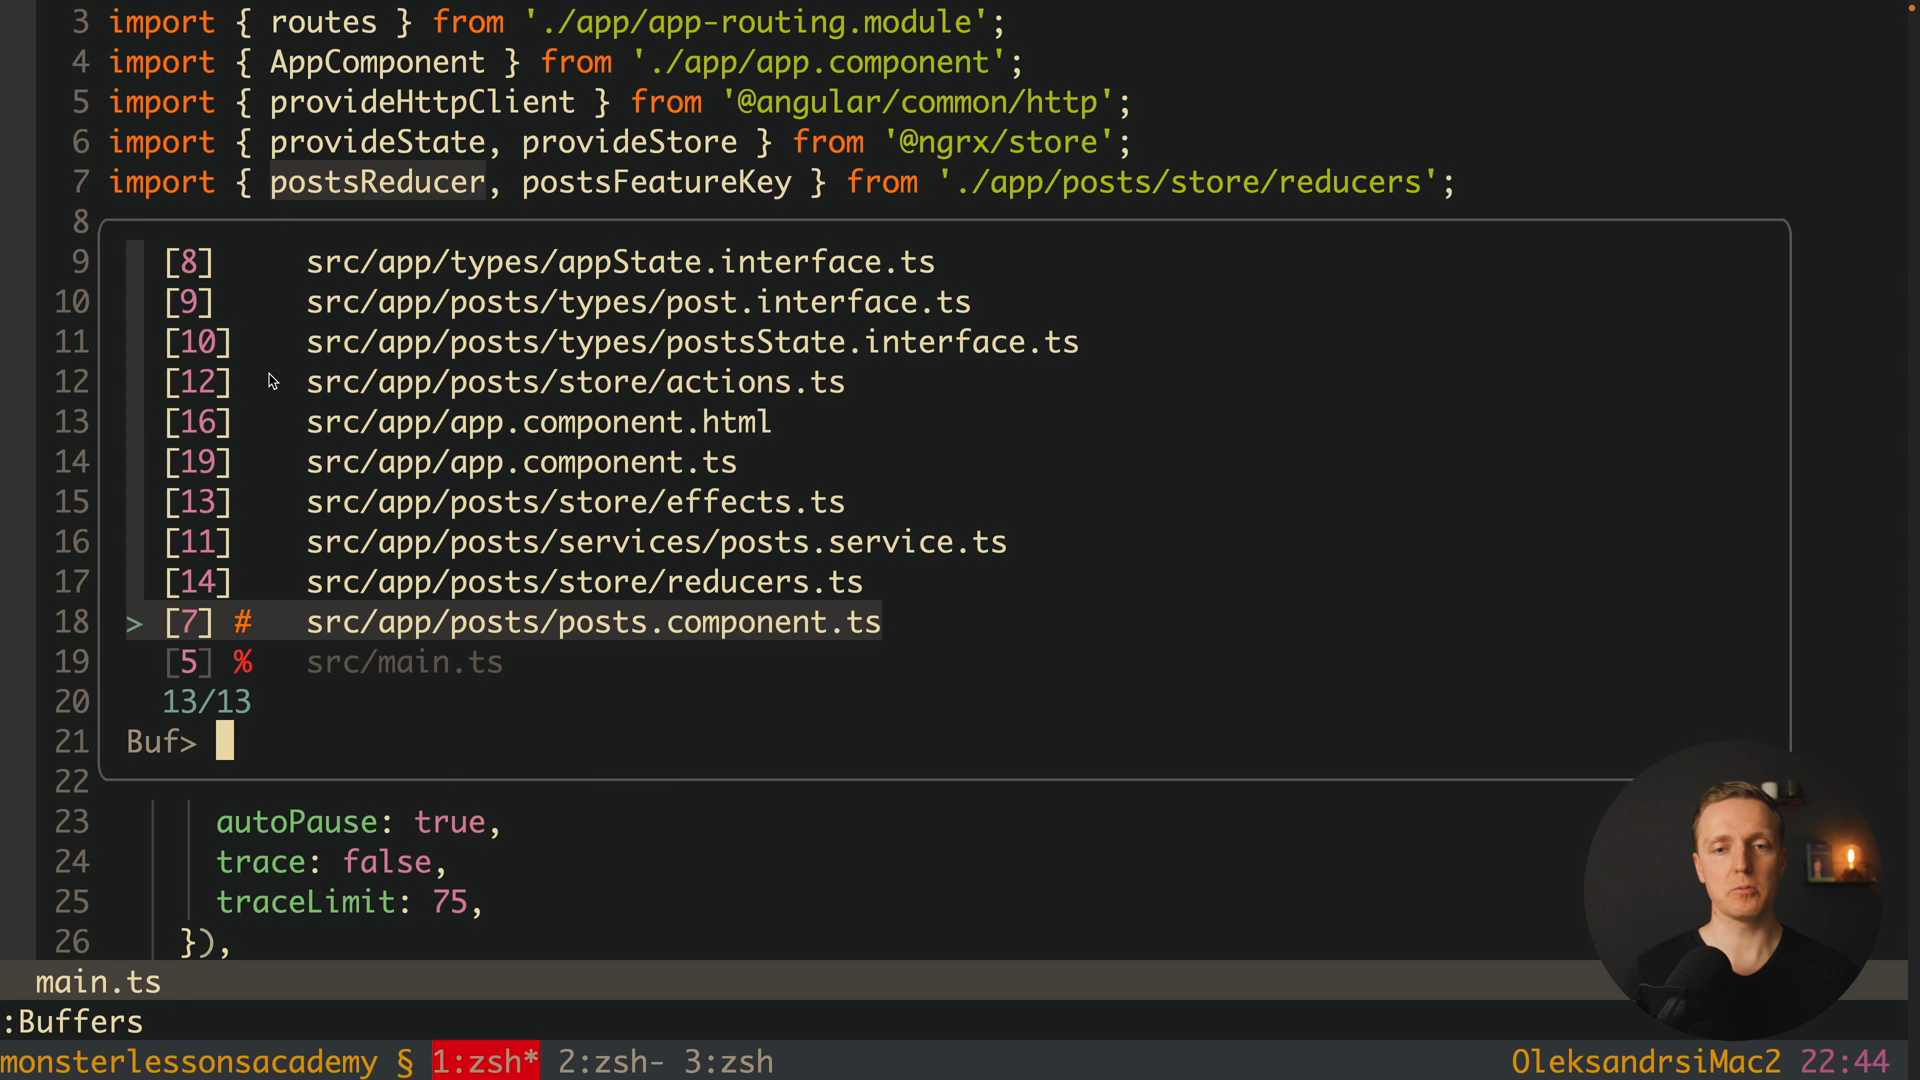 3 import { routes } from './app/app-routing.module';
4 import { AppComponent } from './app/app.component';
5 import { provideHttpClient } from '@angular/common/http';
6 import { provideState, provideStore } from '@ngrx/store';
7 import { postsReducer, postsFeatureKey } from './app/posts/store/reducers';
8
9 [8] src/app/types/appState.interface.ts
10 [9] src/app/posts/types/post.interface.ts
11 [10] src/app/posts/types/postsState.interface.ts
12 [12] src/app/posts/store/actions.ts
13 [16] src/app/app.component.html
14 [19] src/app/app.component.ts
15 [13] src/app/posts/store/effects.ts
16 [11] src/app/posts/services/posts.service.ts
17 [14] src/app/posts/store/reducers.ts
18 > [7] # src/app/posts/posts.component.ts
19 [5] % src/main.ts
20 13/13
21 Buf>
22
23 autoPause: true,
24 trace: false,
25 traceLimit: 75,
26 }),
main.ts
:Buffers
monsterlessonsacademy § 1:zsh* 2:zsh- 3:zsh OleksandrsiMac2 22:44